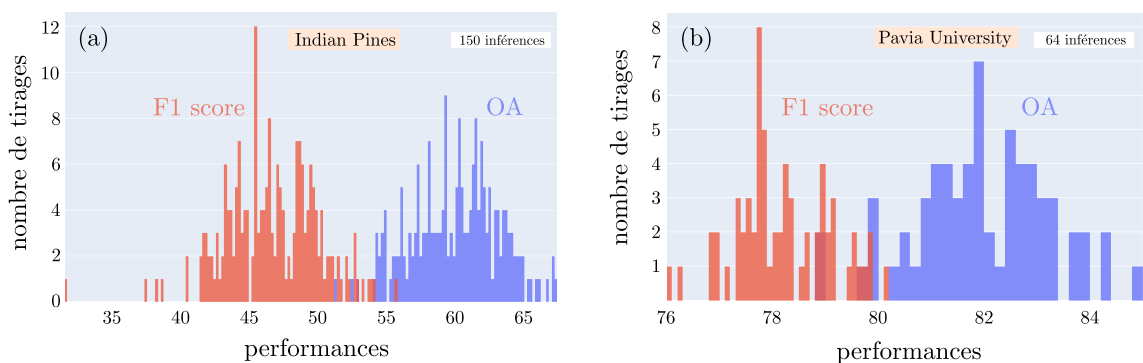 (a)
Indian Pines
150 inférences
F1 score
OA
nombre de tirages
12
10
8
6
4
2
0
35 40 45 50 55 60 65
performances
(b)
Pavia University
64 inférences
F1 score
OA
nombre de tirages
8
7
6
5
4
3
2
1
76 78 80 82 84
performances